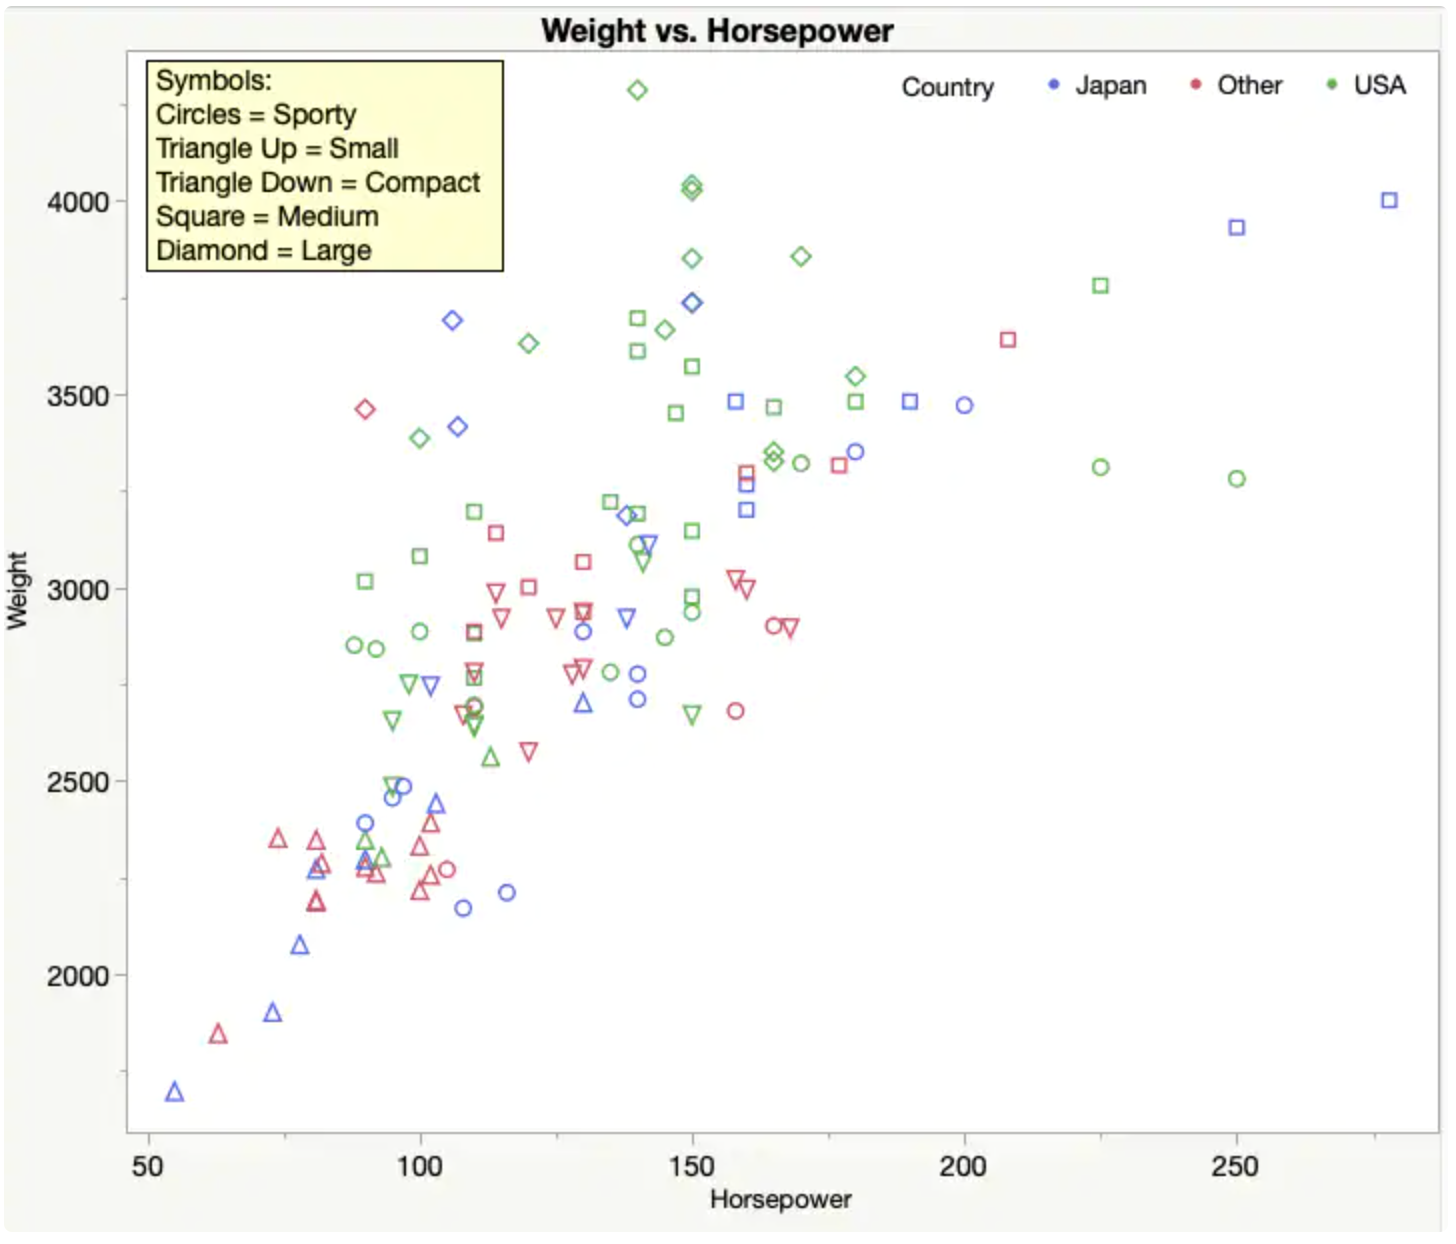 Weight vs. Horsepower
Symbols:
Circles = Sporty
Triangle Up = Small
Triangle Down = Compact
Square = Medium
Diamond = Large
Country Japan Other USA
4000
3500
3000
2500
2000
Weight
50 100 150 200 250
Horsepower